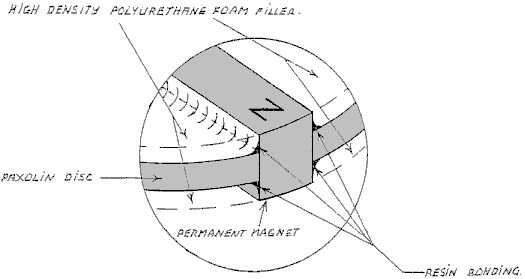 HIGH DENSITY POLYURETHANE FOAM FILLER.
N
PAXOLIN DISC
PERMANENT MAGNET
RESIN BONDING.